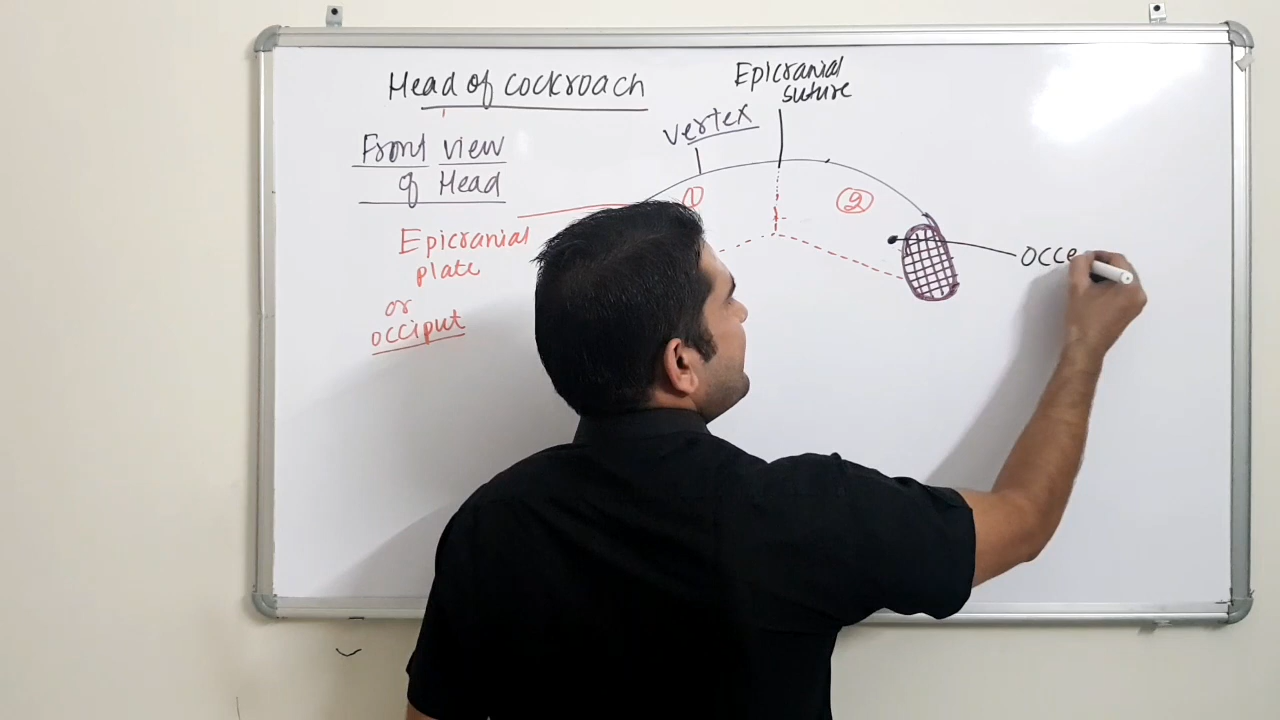 Head of cockroach
Front view
of Head
Epicranial
plate
or
occiput
vertex
Epicranial
suture
①
②
occe